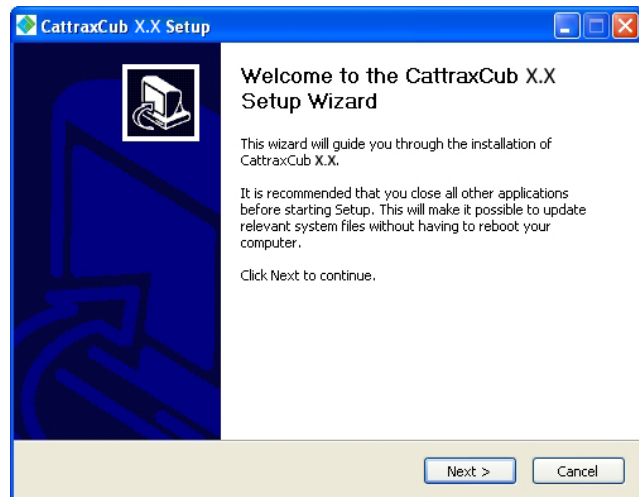 CattraxCub X.X Setup
Welcome to the CattraxCub X.X
Setup Wizard
This wizard will guide you through the installation of
CattraxCub X.X.
It is recommended that you close all other applications
before starting Setup. This will make it possible to update
relevant system files without having to reboot your
computer.
Click Next to continue.
Next >
Cancel